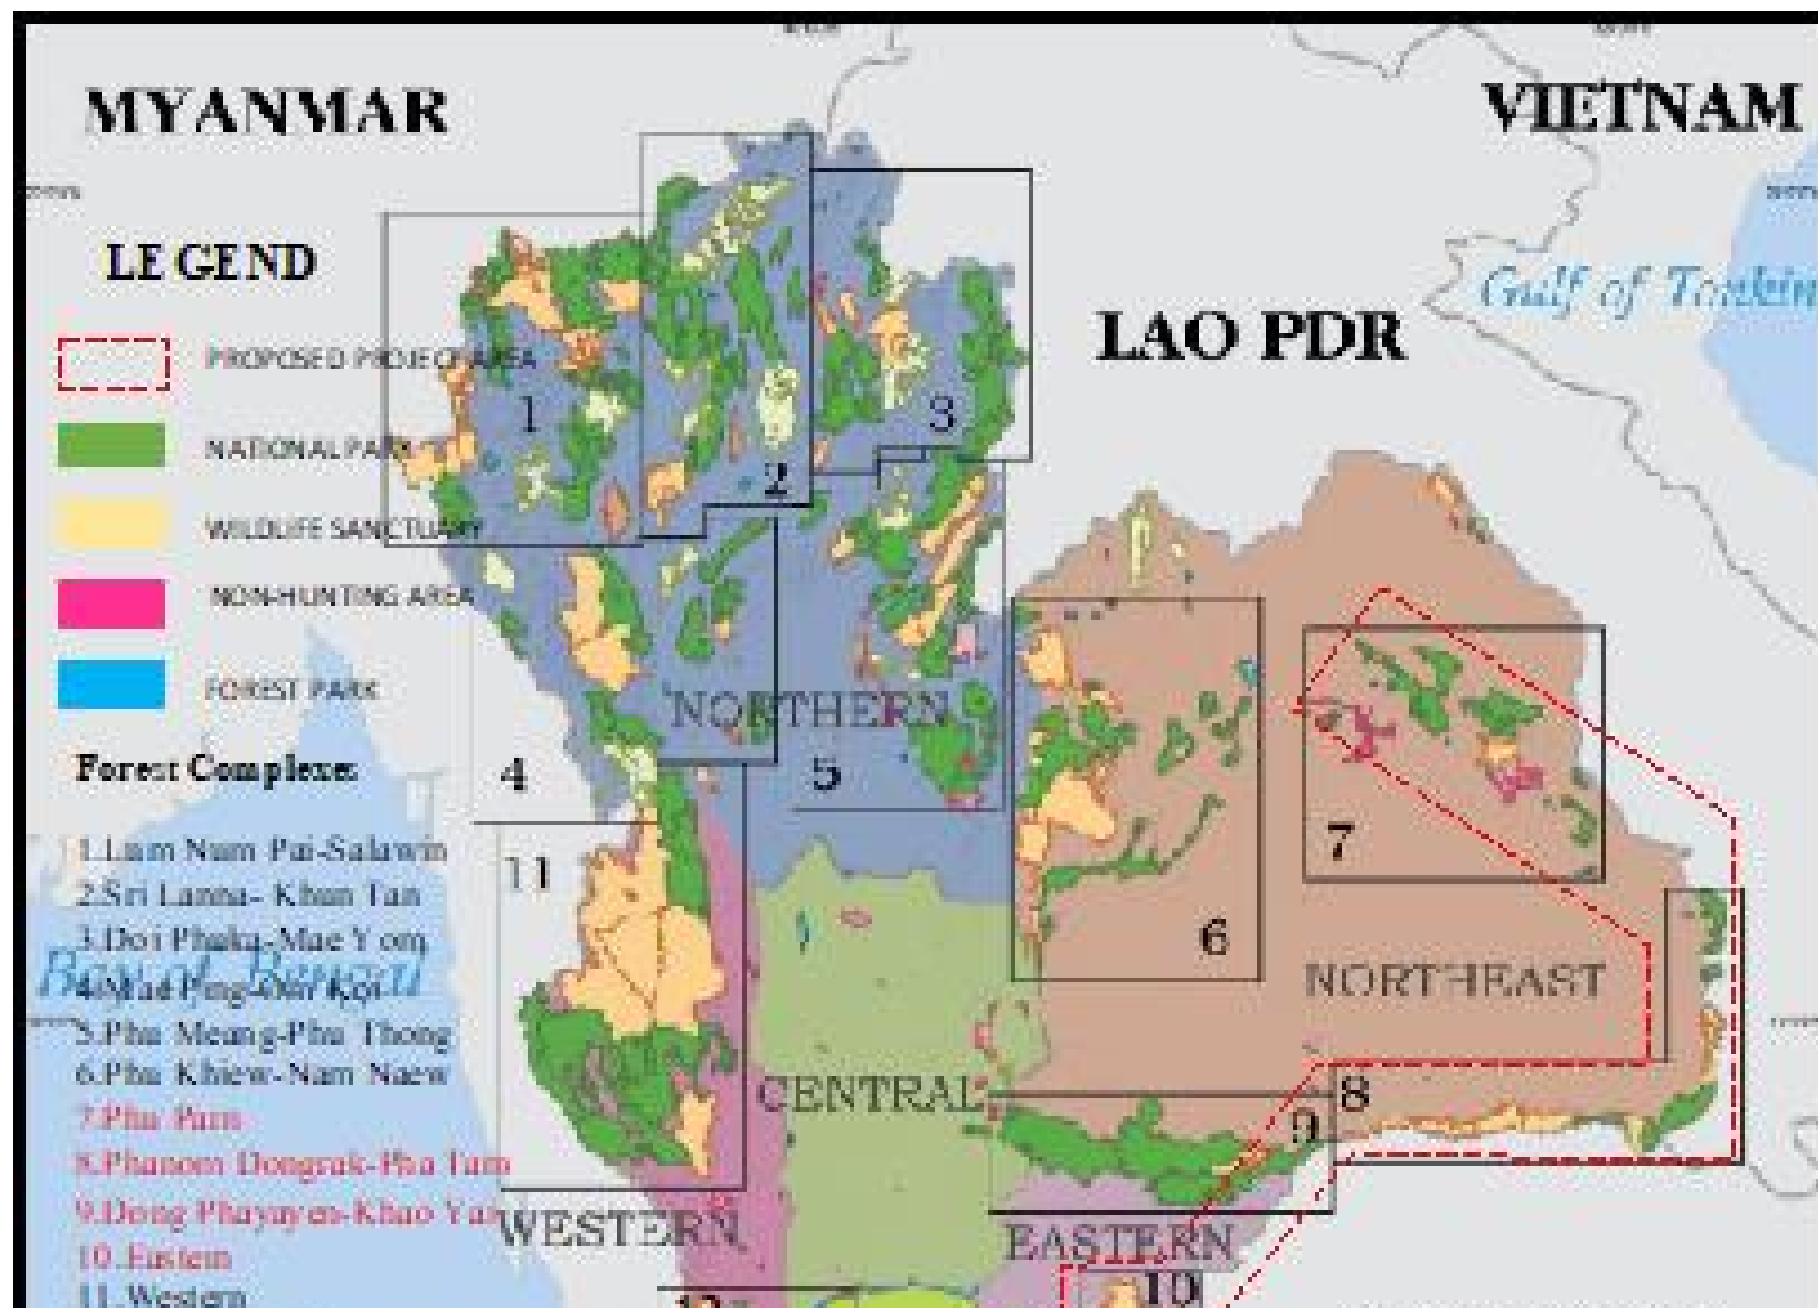 MYANMAR
VIETNAM
LEGEND
Gulf of Tonkin
LAO PDR
PROPOSED PROJECT AREA
NATIONAL PARK
WILDLIFE SANCTUARY
NON-HUNTING AREA
FOREST PARK
1
2
3
NORTHERN
4
5
6
7
Forest Complexes
1.Lum Num Pai-Salawin
2.Sri Lanna- Khun Tan
3.Doi Phuka-Mae Yom
Bay of Bengal
5.Phu Meang-Phu Thong
6.Phu Khiew-Nam Naew
7.Phu Parn
8.Phanom Dongrak-Pha Tam
9.Dong Phayayen-Khao Yai
10.Eastern
11.Western
11
NORTHEAST
CENTRAL
8
9
WESTERN
EASTERN
10